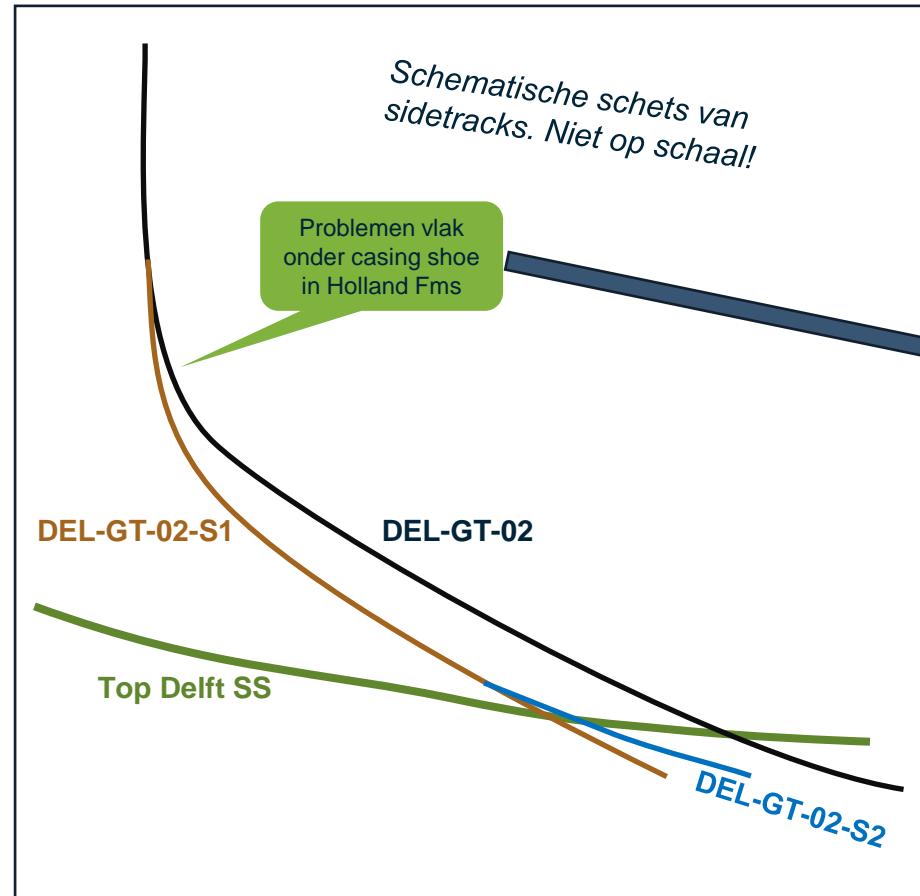 Schematische schets van
sidetracks. Niet op schaal!
Problemen vlak
onder casing shoe
in Holland Fms
DEL-GT-02-S1
DEL-GT-02
Top Delft SS
DEL-GT-02-S2